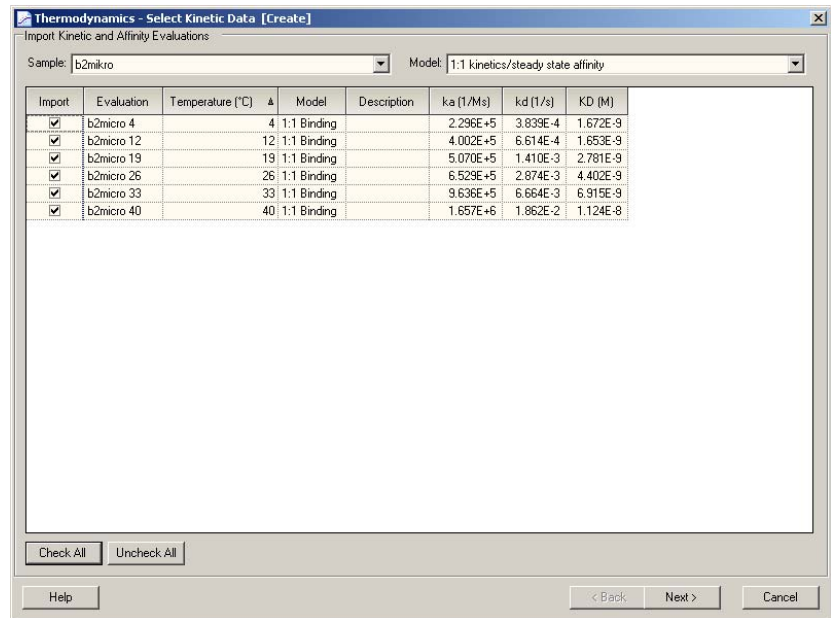 Thermodynamics - Select Kinetic Data [Create]
Import Kinetic and Affinity Evaluations
Sample: b2mikro Model: 1:1 kinetics/steady state affinity
Import Evaluation Temperature (°C) Model Description ka (1/Ms) kd (1/s) KD (M)
b2micro 4 4 1:1 Binding 2.296E+5 3.839E-4 1.672E-9
b2micro 12 12 1:1 Binding 4.002E+5 6.614E-4 1.653E-9
b2micro 19 19 1:1 Binding 5.070E+5 1.410E-3 2.781E-9
b2micro 26 26 1:1 Binding 6.529E+5 2.874E-3 4.402E-9
b2micro 33 33 1:1 Binding 9.636E+5 6.664E-3 6.915E-9
b2micro 40 40 1:1 Binding 1.657E+6 1.862E-2 1.124E-8
Check All Uncheck All
Help < Back Next > Cancel